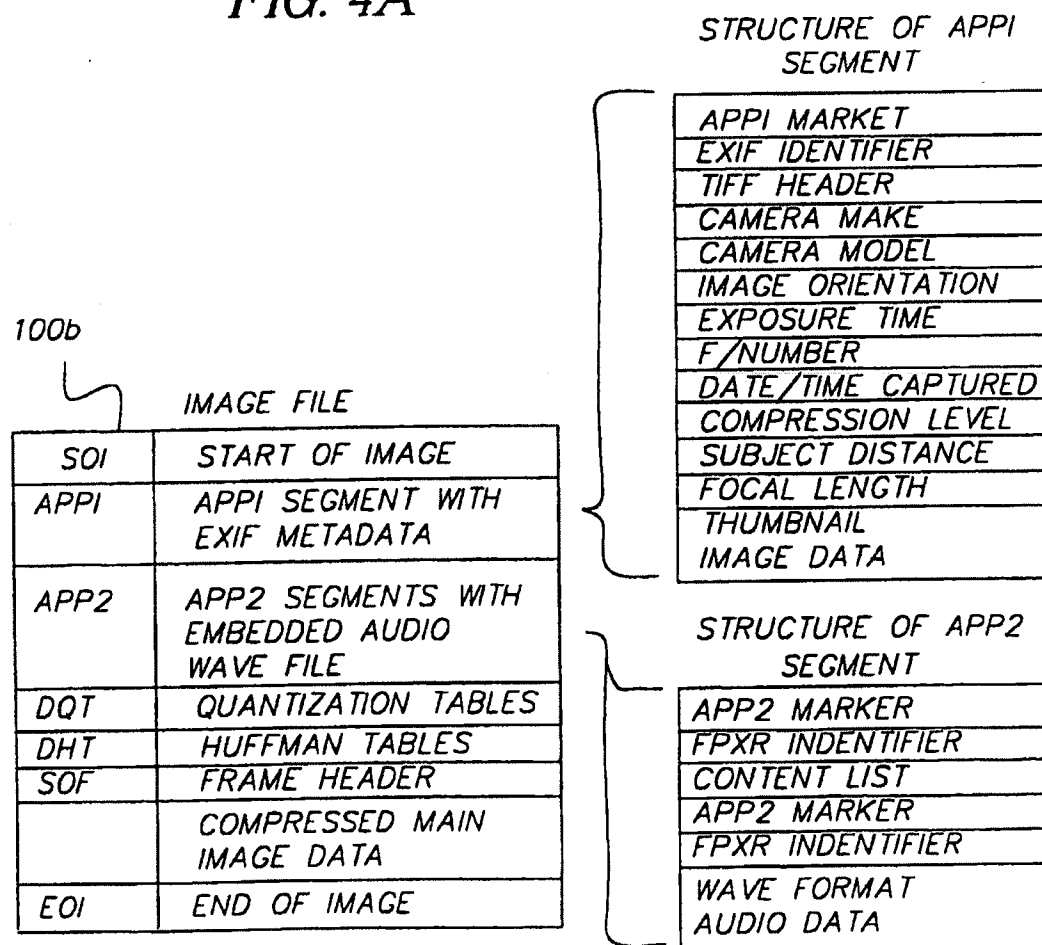 FIG. 4A
100b
IMAGE FILE
SOI START OF IMAGE
APPI APPI SEGMENT WITH
EXIF METADATA
APP2 APP2 SEGMENTS WITH
EMBEDDED AUDIO
WAVE FILE
DQT QUANTIZATION TABLES
DHT HUFFMAN TABLES
SOF FRAME HEADER
COMPRESSED MAIN
IMAGE DATA
EOI END OF IMAGE
STRUCTURE OF APPI
SEGMENT
APPI MARKET
EXIF IDENTIFIER
TIFF HEADER
CAMERA MAKE
CAMERA MODEL
IMAGE ORIENTATION
EXPOSURE TIME
F/NUMBER
DATE/TIME CAPTURED
COMPRESSION LEVEL
SUBJECT DISTANCE
FOCAL LENGTH
THUMBNAIL
IMAGE DATA
STRUCTURE OF APP2
SEGMENT
APP2 MARKER
FPXR INDENTIFIER
CONTENT LIST
APP2 MARKER
FPXR INDENTIFIER
WAVE FORMAT
AUDIO DATA